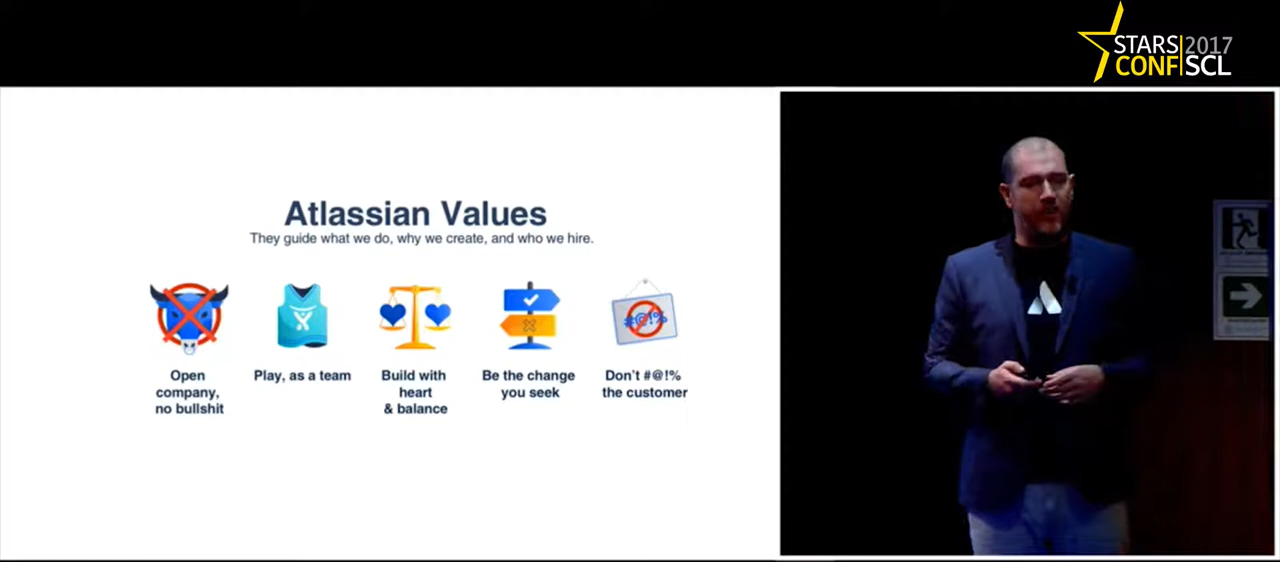 STARS 2017
CONF SCL
Atlassian Values
They guide what we do, why we create, and who we hire.
Open
company,
no bullshit
Play, as a team
Build with
heart
& balance
Be the change
you seek
Don't #@!%
the customer
#@!%